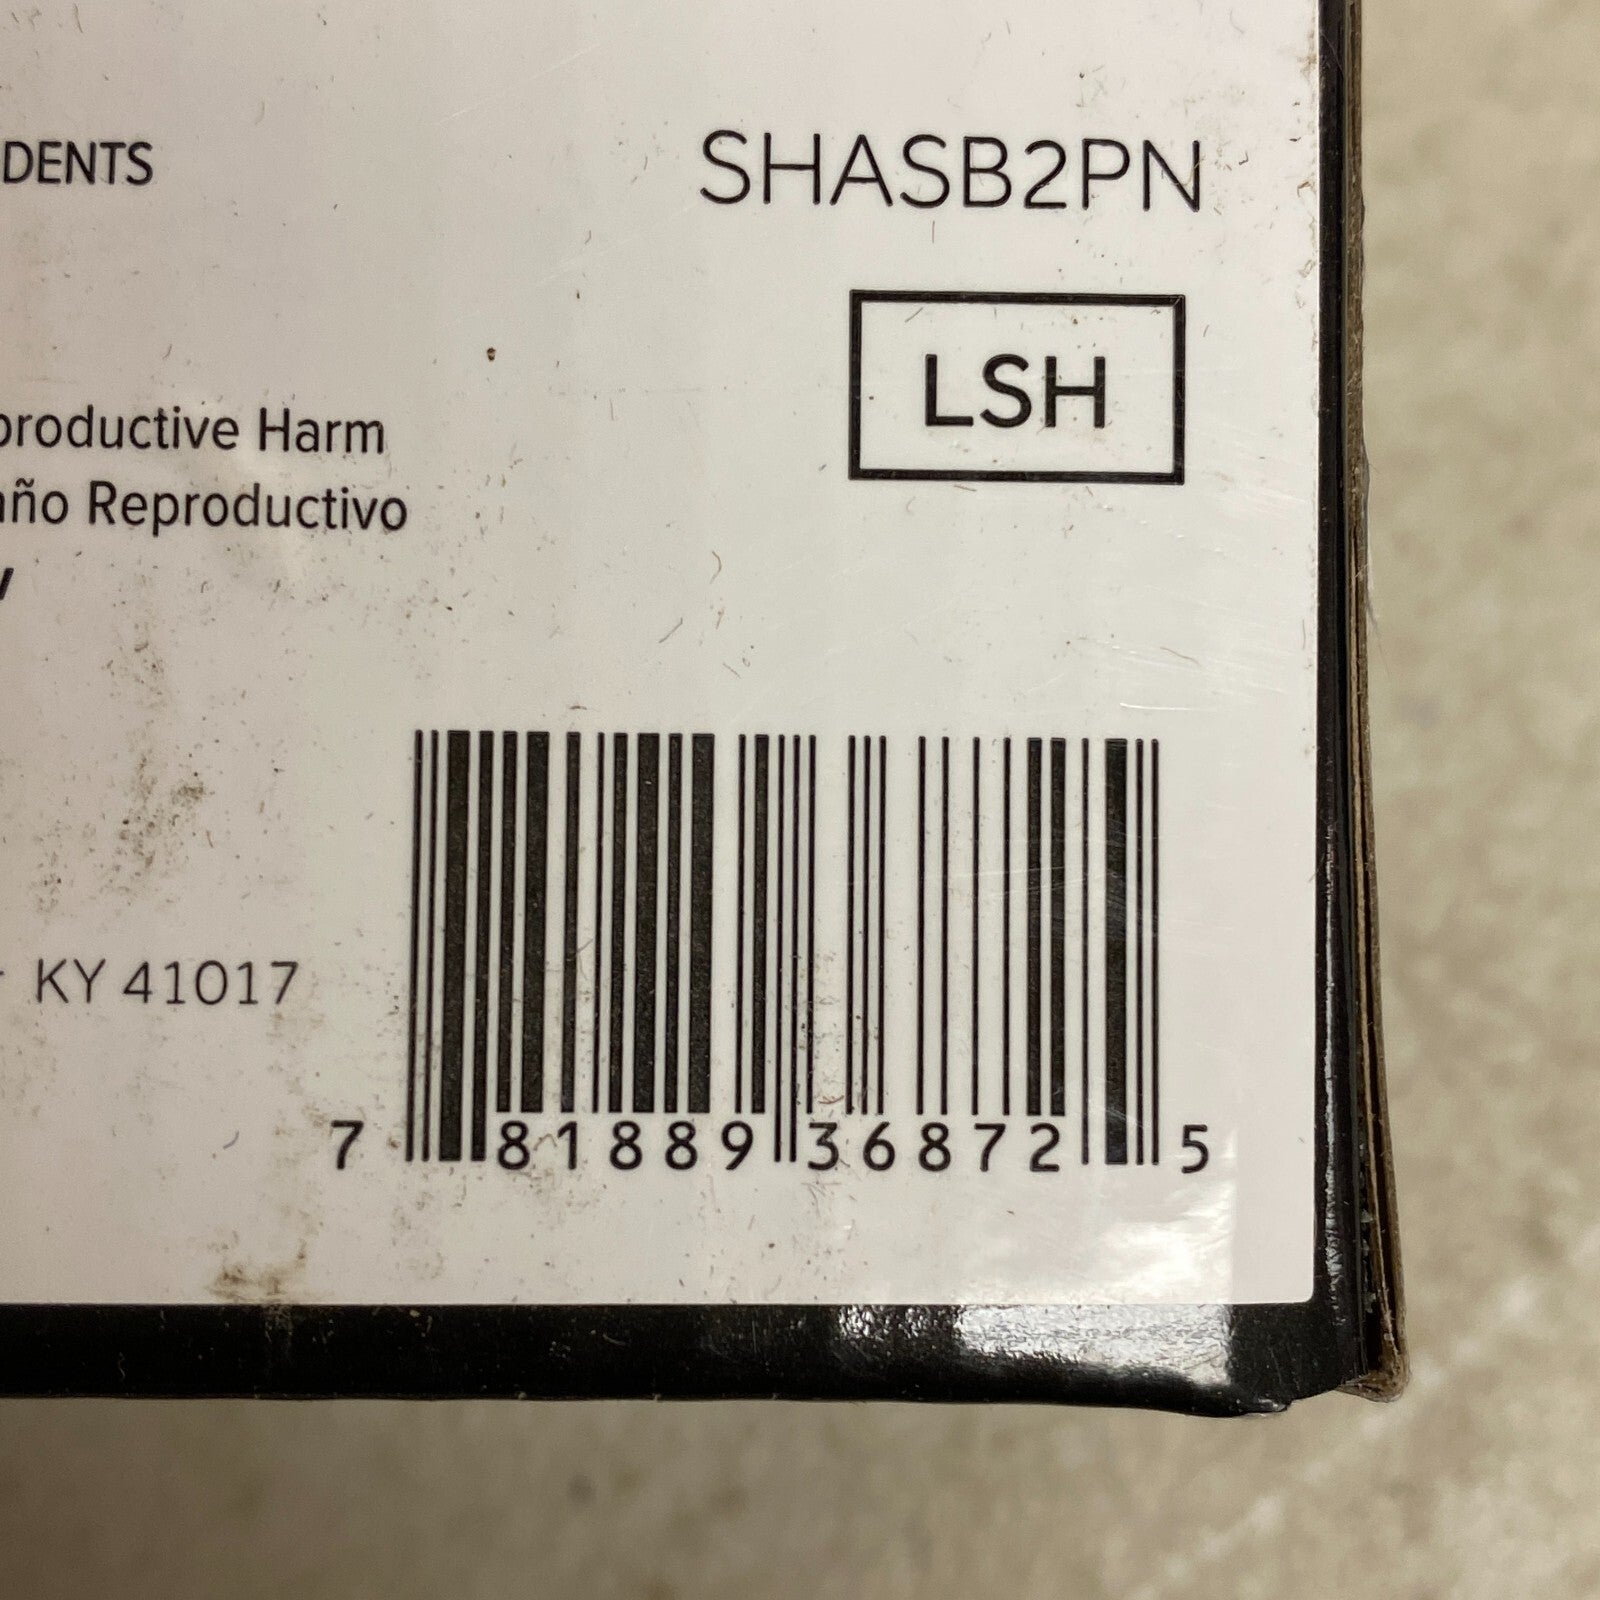 DENTS
SHASB2PN
LSH
productive Harm
año Reproductivo
KY 41017
7 81889 36872 5